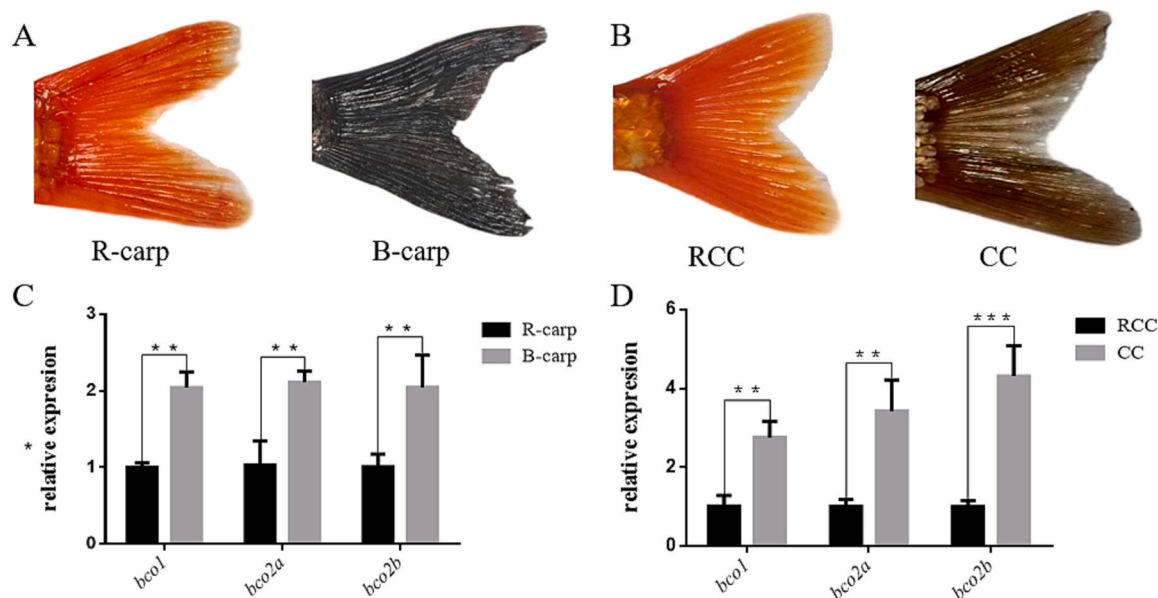 A
B
R-carp
B-carp
RCC
CC
C
R-carp
B-carp
* *
* *
* *
3
2
1
0
*
relative expresion
bco1
bco2a
bco2b
D
RCC
CC
* *
* *
* * *
6
4
2
0
relative expresion
bco1
bco2a
bco2b